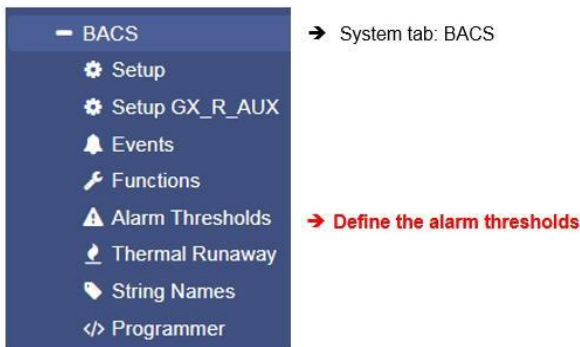 BACS ➔ System tab: BACS
Setup
Setup GX_R_AUX
Events
Functions
Alarm Thresholds ➔ Define the alarm thresholds
Thermal Runaway
String Names
</> Programmer